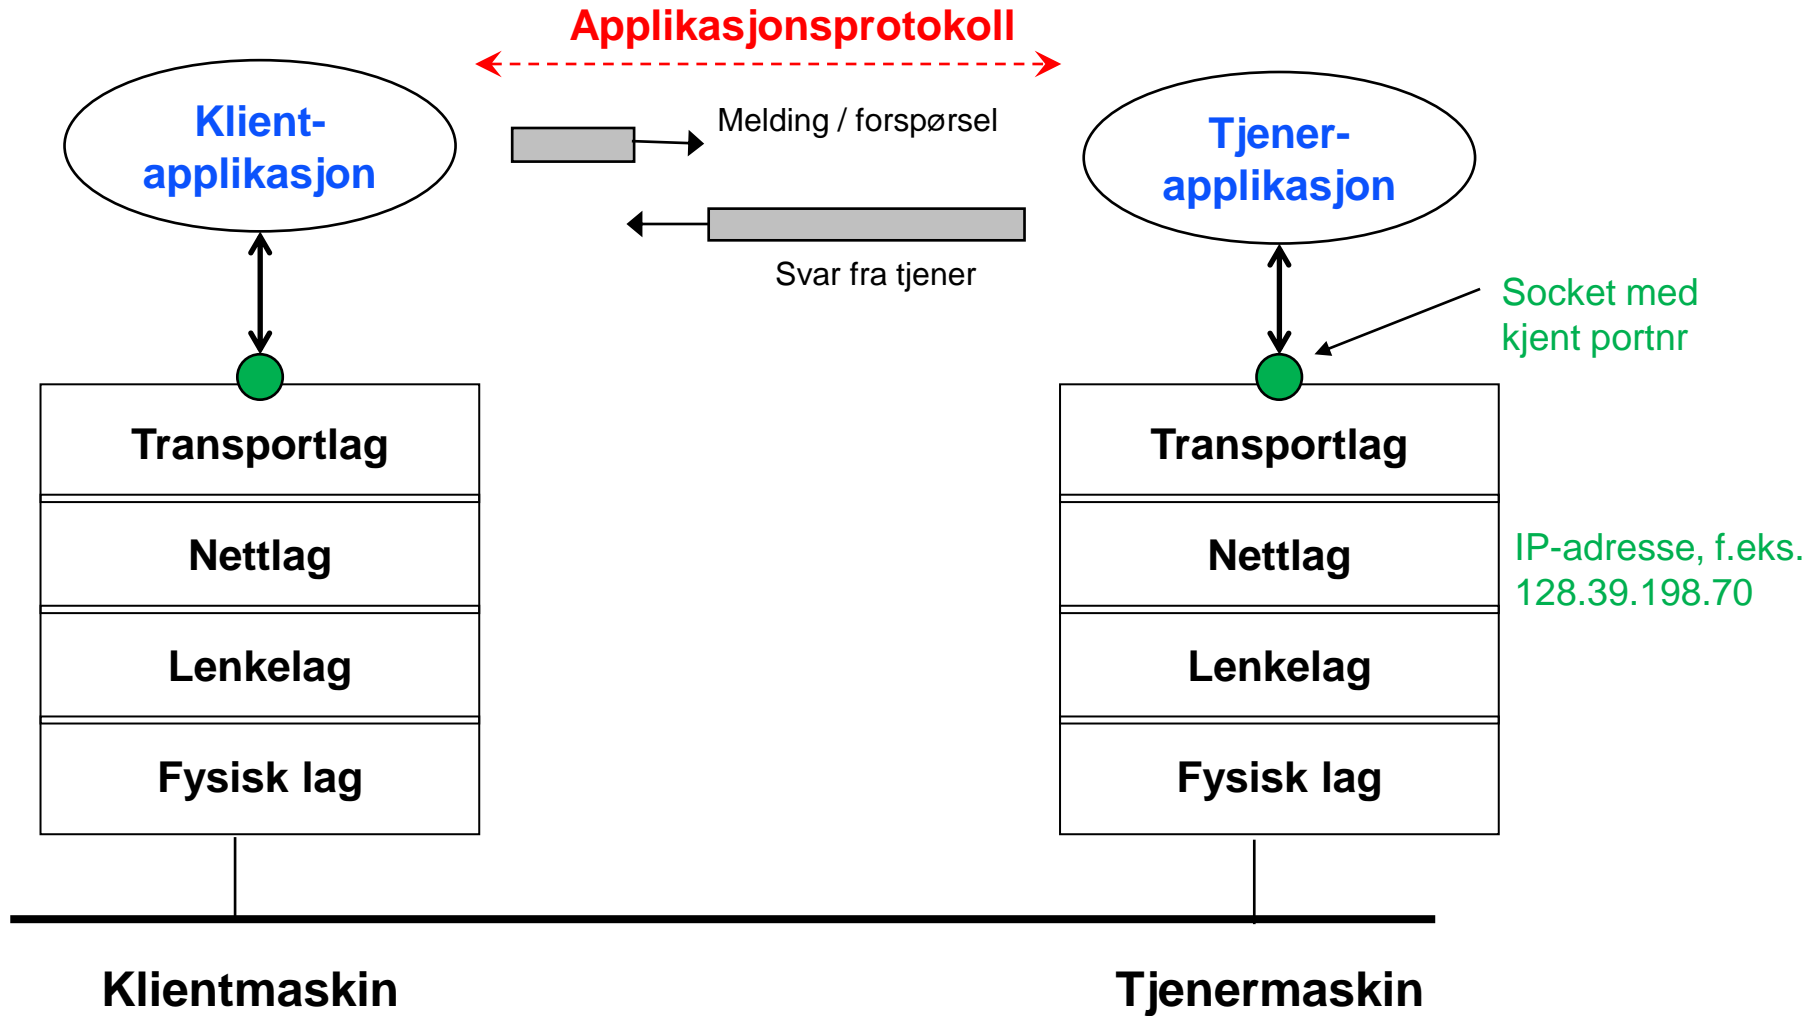 Applikasjonsprotokoll
Klient-
applikasjon
Melding / forspørsel
Tjener-
applikasjon
Svar fra tjener
Socket med
kjent portnr
Transportlag
Nettlag
Lenkelag
Fysisk lag
Transportlag
Nettlag
Lenkelag
Fysisk lag
IP-adresse, f.eks.
128.39.198.70
Klientmaskin
Tjenermaskin